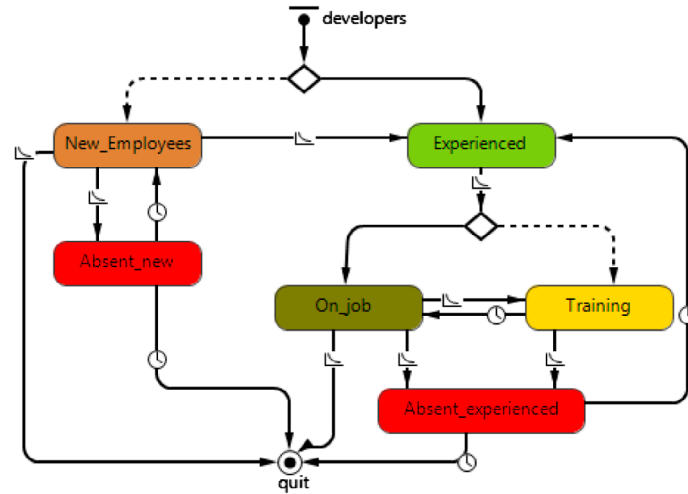 developers
New_Employees
Experienced
Absent_new
On_job
Training
Absent_experienced
quit